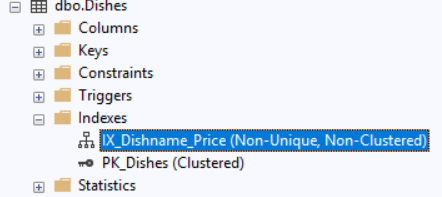 dbo.Dishes
Columns
Keys
Constraints
Triggers
Indexes
IX_Dishname_Price (Non-Unique, Non-Clustered)
PK_Dishes (Clustered)
Statistics